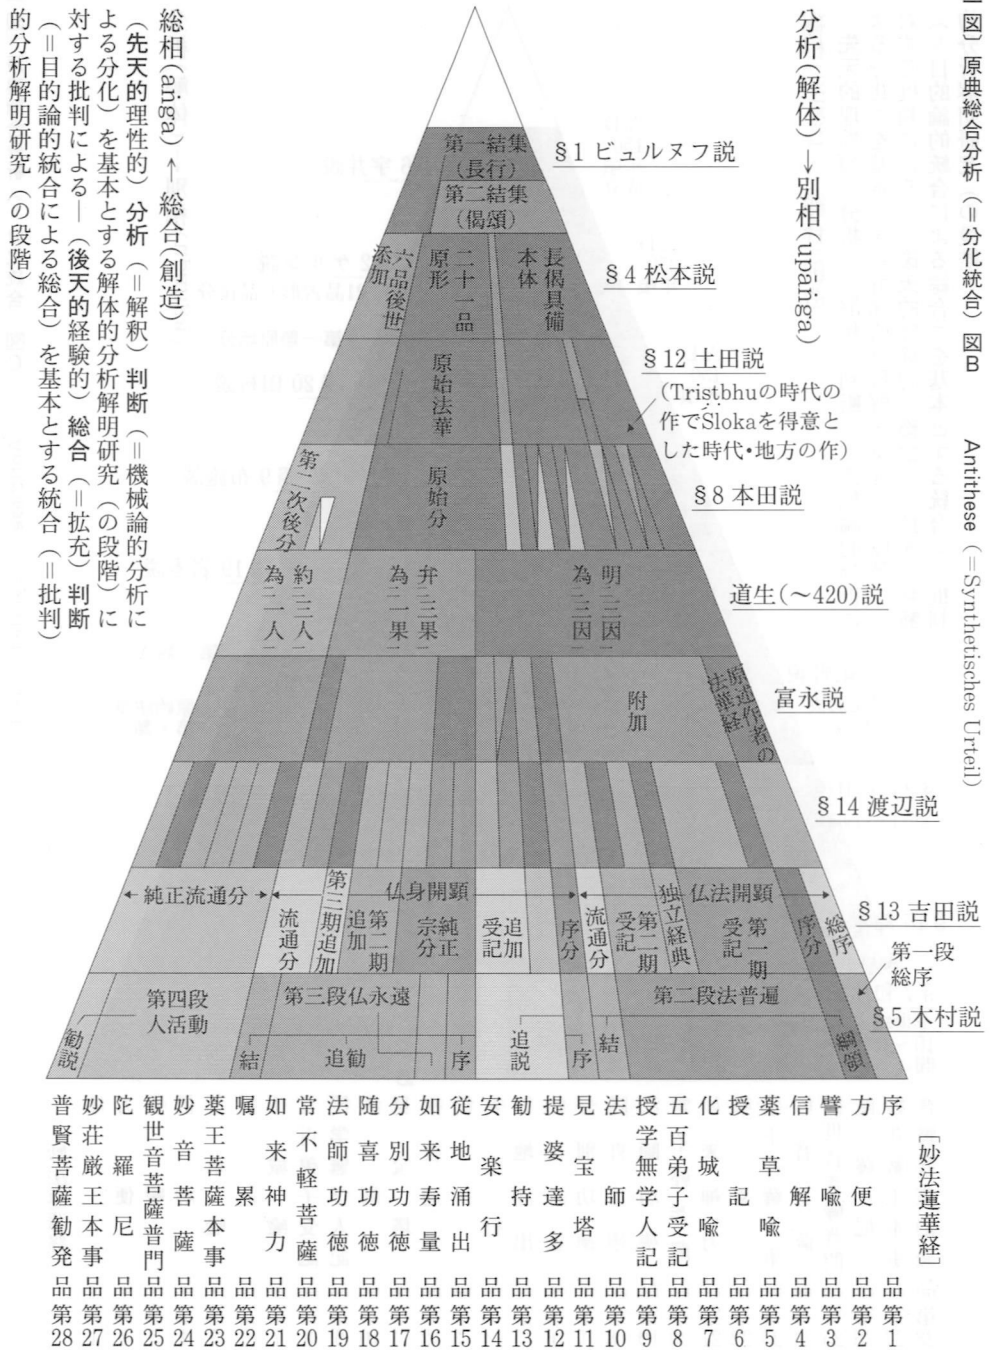 一図〕原典総合分析（＝分化統合）図B　Antithese（=Synthetisches Urteil）
分析(解体)→別相(upaṅga)
総相(aṅga)←総合(創造)
（先天的理性的）分析（＝解釈）判断（＝機械論的分析に
よる分化）を基本とする解体的分析解明研究（の段階）に
対する批判による―（後天的経験的）総合（＝拡充）判断
（＝目的論的統合による総合）を基本とする統合（＝批判）
的分析解明研究（の段階）
第一結集
(長行)
第二結集
(偈頌)
§1 ビュルヌフ説
長偈具備
本体
二十一品
原形
六品後世
添加
§4 松本説
原始法華
§12 土田説
(Tristbhuの時代の
作でSlokaを得意と
した時代・地方の作)
原始分
第二次後分
§8 本田説
明三因
為一因
弁三果
為一果
約三人
為一人
道生(～420)説
原述作者の
法華経
附加
富永説
§14 渡辺説
仏法開顕
仏身開顕
純正流通分
総序
序分
第一期
受記
独立経典
第二期
受記
流通分
序分
追加
受記
純正
宗分
第二期
追加
第三期追加
流通分
§13 吉田説
第一段
総序
第二段法普遍
第三段仏永遠
第四段
人活動
結
序
追説
序
追勧
結
勧説
§5 木村説
［妙法蓮華経］
序品第1
方便品第2
譬喩品第3
信解品第4
薬草喩品第5
授記品第6
化城喩品第7
五百弟子受記品第8
授学無学人記品第9
法師品第10
見宝塔品第11
提婆達多品第12
勧持品第13
安楽行品第14
従地涌出品第15
如来寿量品第16
分別功徳品第17
随喜功徳品第18
法師功徳品第19
常不軽菩薩品第20
如来神力品第21
嘱累品第22
薬王菩薩本事品第23
妙音菩薩品第24
観世音菩薩普門品第25
陀羅尼品第26
妙荘厳王本事品第27
普賢菩薩勧発品第28